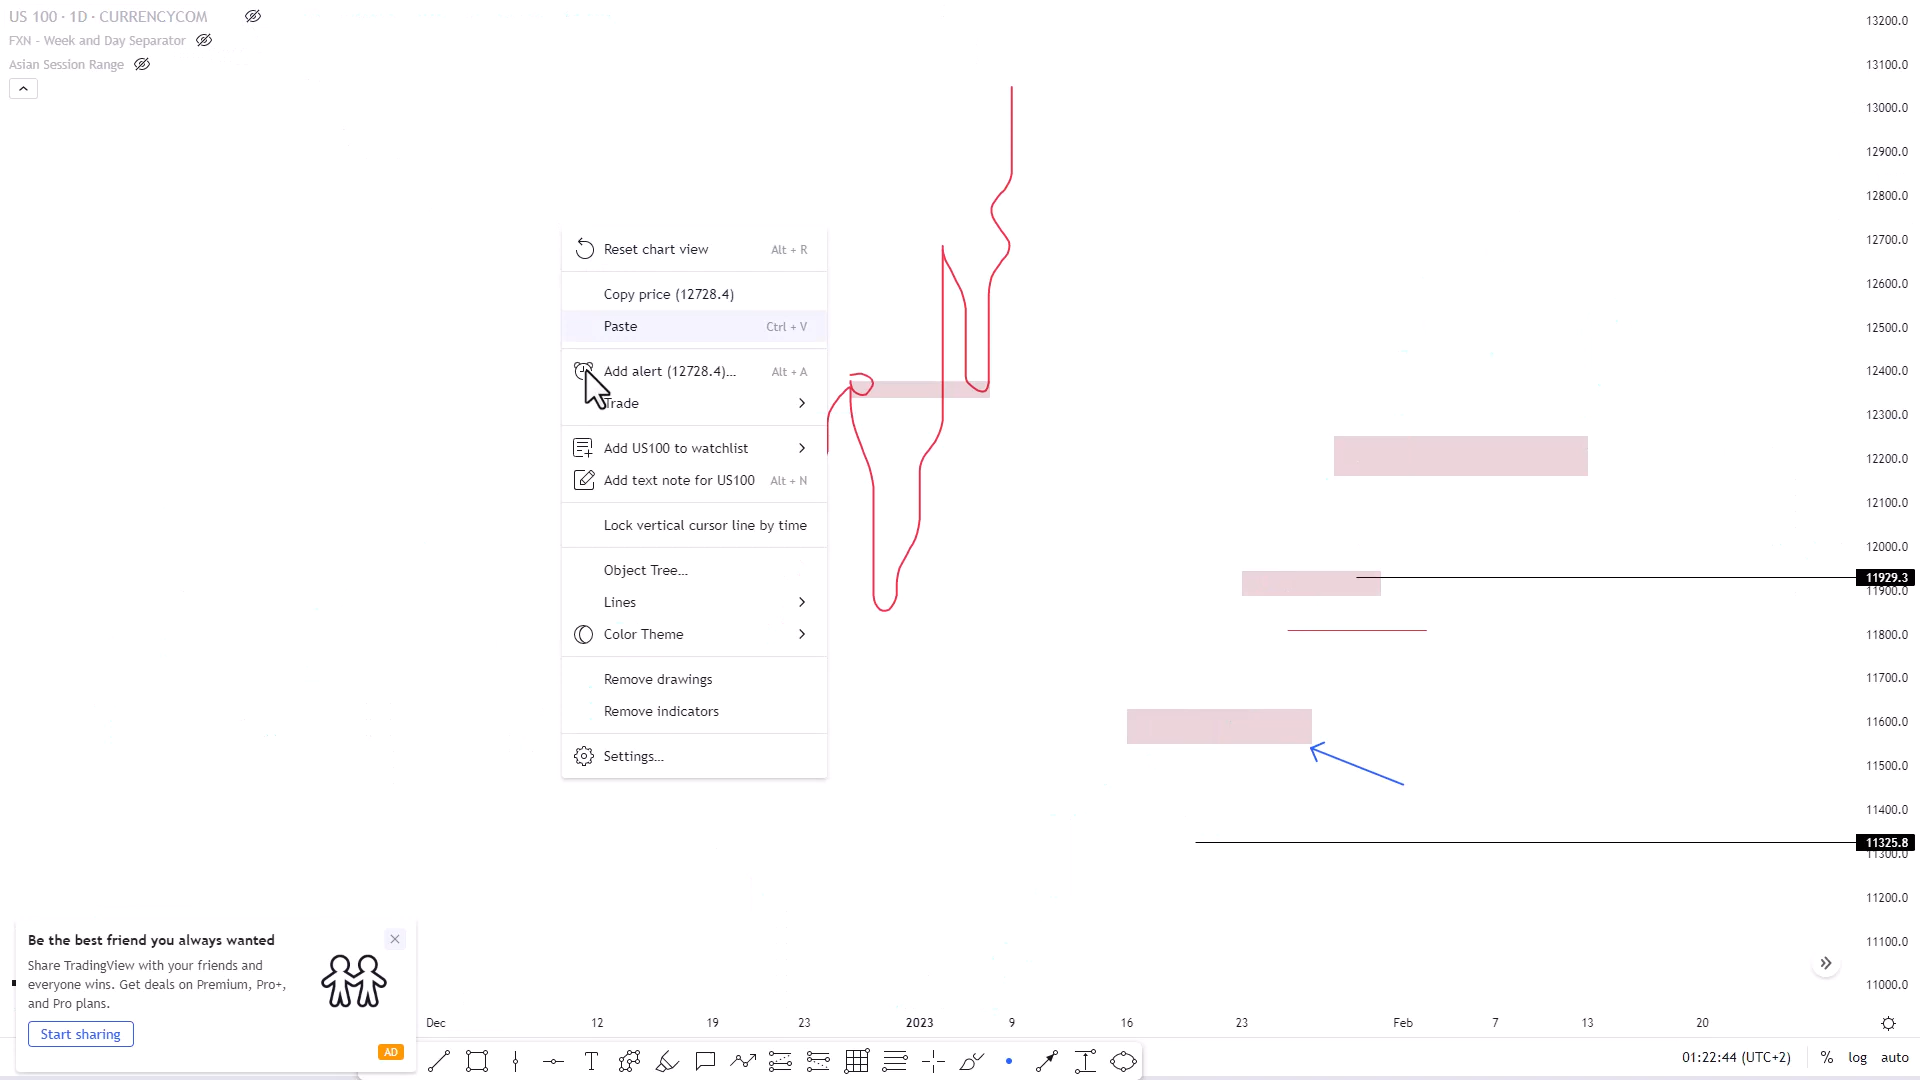 US 100 · 1D · CURRENCYCOM
FXN - Week and Day Separator
Asian Session Range
Reset chart view Alt + R
Copy price (12728.4)
Paste Ctrl + V
Add alert (12728.4)... Alt + A
Trade
Add US100 to watchlist
Add text note for US100 Alt + N
Lock vertical cursor line by time
Object Tree...
Lines
Color Theme
Remove drawings
Remove indicators
Settings...
13200.0
13100.0
13000.0
12900.0
12800.0
12700.0
12600.0
12500.0
12400.0
12300.0
12200.0
12100.0
12000.0
11929.3
11900.0
11800.0
11700.0
11600.0
11500.0
11400.0
11325.8
11300.0
11200.0
11100.0
11000.0
Be the best friend you always wanted
Share TradingView with your friends and
everyone wins. Get deals on Premium, Pro+,
and Pro plans.
Start sharing
AD
Dec 12 19 23 2023 9 16 23 Feb 7 13 20
T
01:22:44 (UTC+2) % log auto